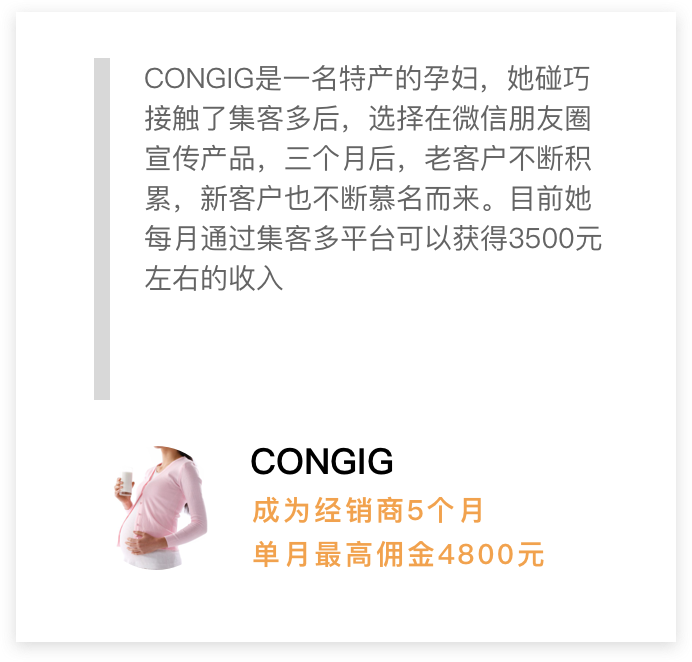 CONGIG是一名特产的孕妇，她碰巧
接触了集客多后，选择在微信朋友圈
宣传产品，三个月后，老客户不断积
累，新客户也不断慕名而来。目前她
每月通过集客多平台可以获得3500元
左右的收入
CONGIG
成为经销商5个月
单月最高佣金4800元